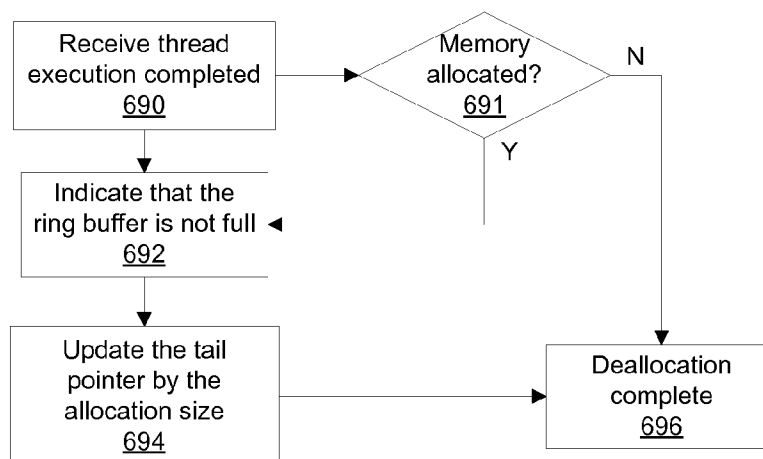 Receive thread
execution completed
690
Memory
allocated?
691
N
Y
Indicate that the
ring buffer is not full
692
Update the tail
pointer by the
allocation size
694
Deallocation
complete
696